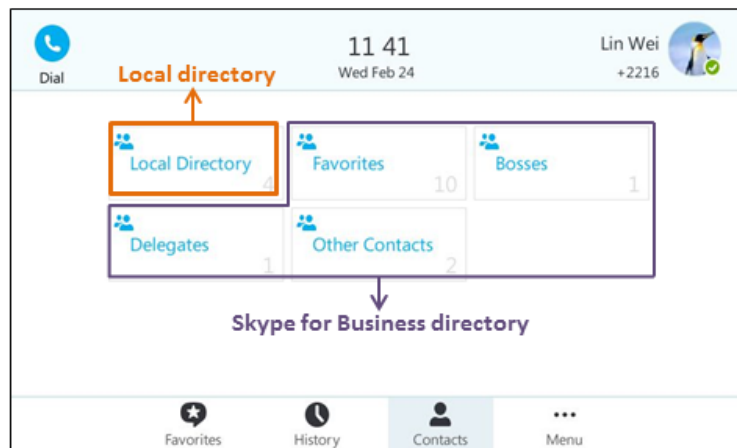 11 41
Lin Wei
Dial
Wed Feb 24
+2216
Local directory
Local Directory
4
Favorites
10
Bosses
1
Delegates
1
Other Contacts
2
Skype for Business directory
Favorites
History
Contacts
Menu